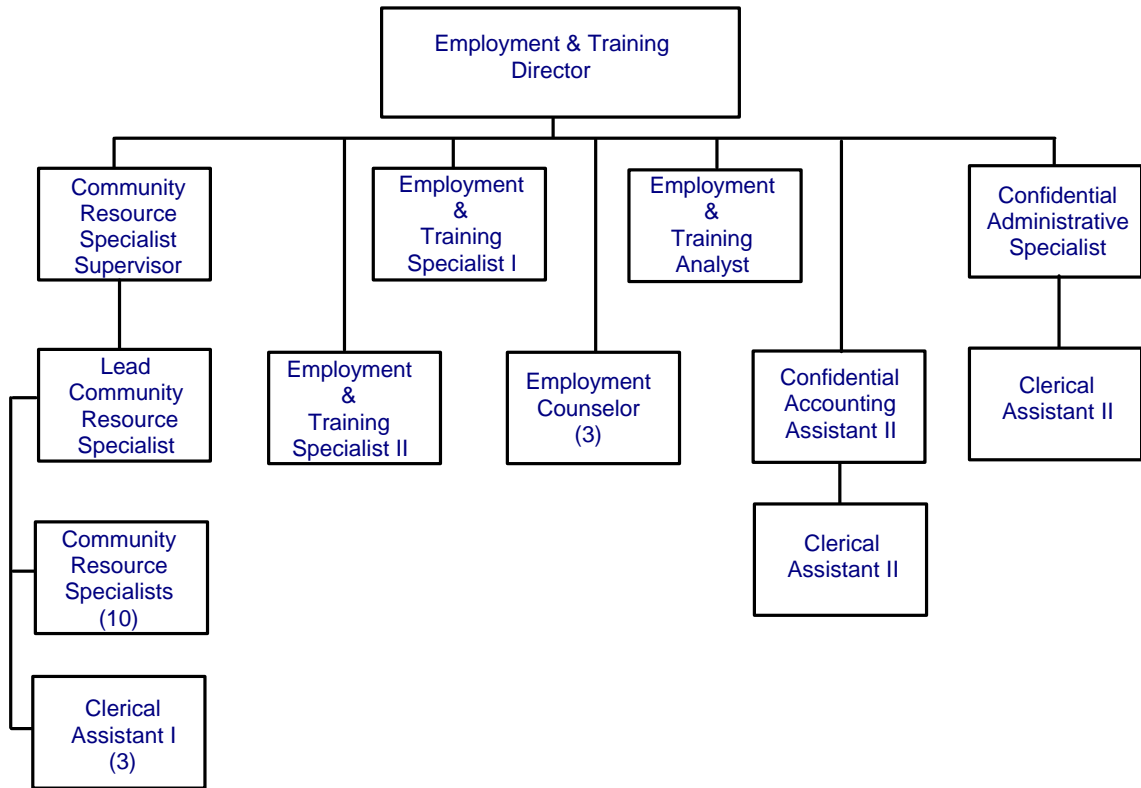 Employment & Training
Director
Community
Resource
Specialist
Supervisor
Employment
&
Training
Specialist I
Employment
&
Training
Analyst
Confidential
Administrative
Specialist
Lead
Community
Resource
Specialist
Employment
&
Training
Specialist II
Employment
Counselor
(3)
Confidential
Accounting
Assistant II
Clerical
Assistant II
Community
Resource
Specialists
(10)
Clerical
Assistant II
Clerical
Assistant I
(3)